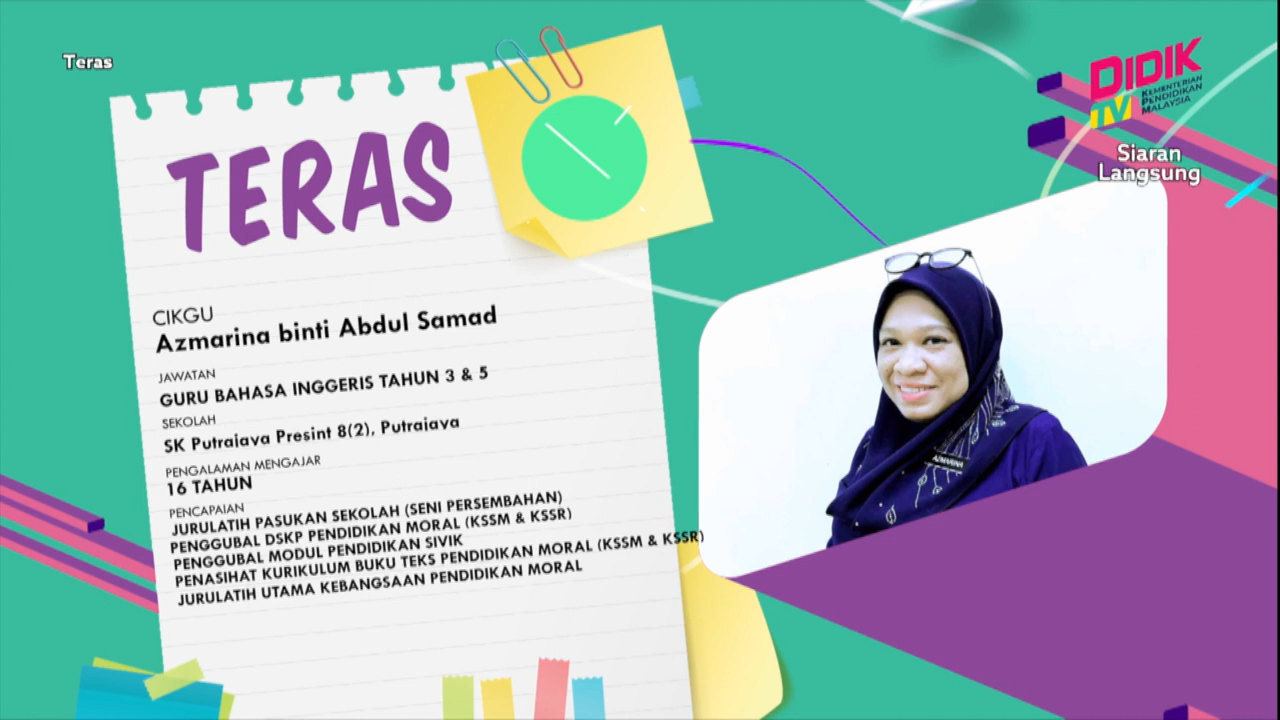 Teras
DIDIK
TV
KEMENTERIAN
PENDIDIKAN
MALAYSIA
Siaran
Langsung
TERAS
CIKGU
Azmarina binti Abdul Samad
JAWATAN
GURU BAHASA INGGERIS TAHUN 3 & 5
SEKOLAH
SK Putrajaya Presint 8(2), Putrajaya
PENGALAMAN MENGAJAR
16 TAHUN
PENCAPAIAN
JURULATIH PASUKAN SEKOLAH (SENI PERSEMBAHAN)
PENGGUBAL DSKP PENDIDIKAN MORAL (KSSM & KSSR)
PENGGUBAL MODUL PENDIDIKAN SIVIK
PENASIHAT KURIKULUM BUKU TEKS PENDIDIKAN MORAL (KSSM & KSSR)
JURULATIH UTAMA KEBANGSAAN PENDIDIKAN MORAL
AZMARINA